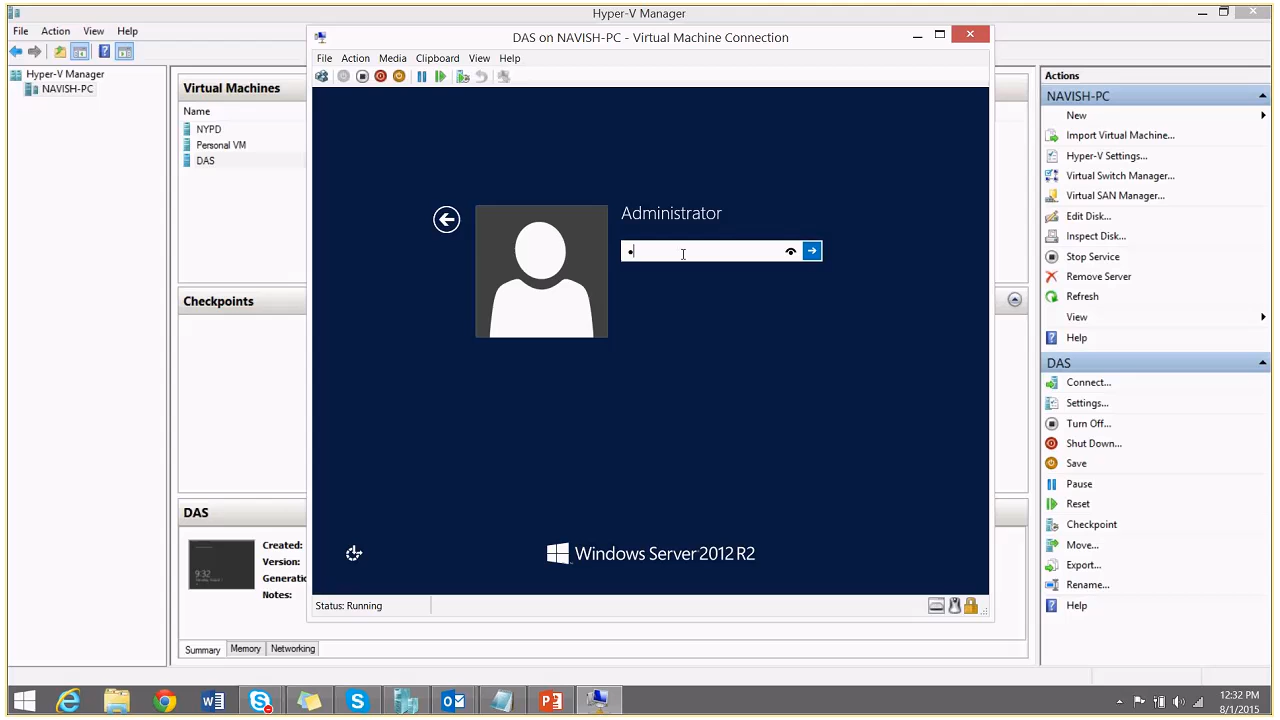 Hyper-V Manager
File Action View Help
Hyper-V Manager
NAVISH-PC
Virtual Machines
Name
NYPD
Personal VM
DAS
Checkpoints
DAS
9:32
Created:
Version:
Generatio
Notes:
Summary Memory Networking
DAS on NAVISH-PC - Virtual Machine Connection
File Action Media Clipboard View Help
Administrator
Windows Server 2012 R2
Status: Running
Actions
NAVISH-PC
New
Import Virtual Machine...
Hyper-V Settings...
Virtual Switch Manager...
Virtual SAN Manager...
Edit Disk...
Inspect Disk...
Stop Service
Remove Server
Refresh
View
Help
DAS
Connect...
Settings...
Turn Off...
Shut Down...
Save
Pause
Reset
Checkpoint
Move...
Export...
Rename...
Help
12:32 PM
8/1/2015